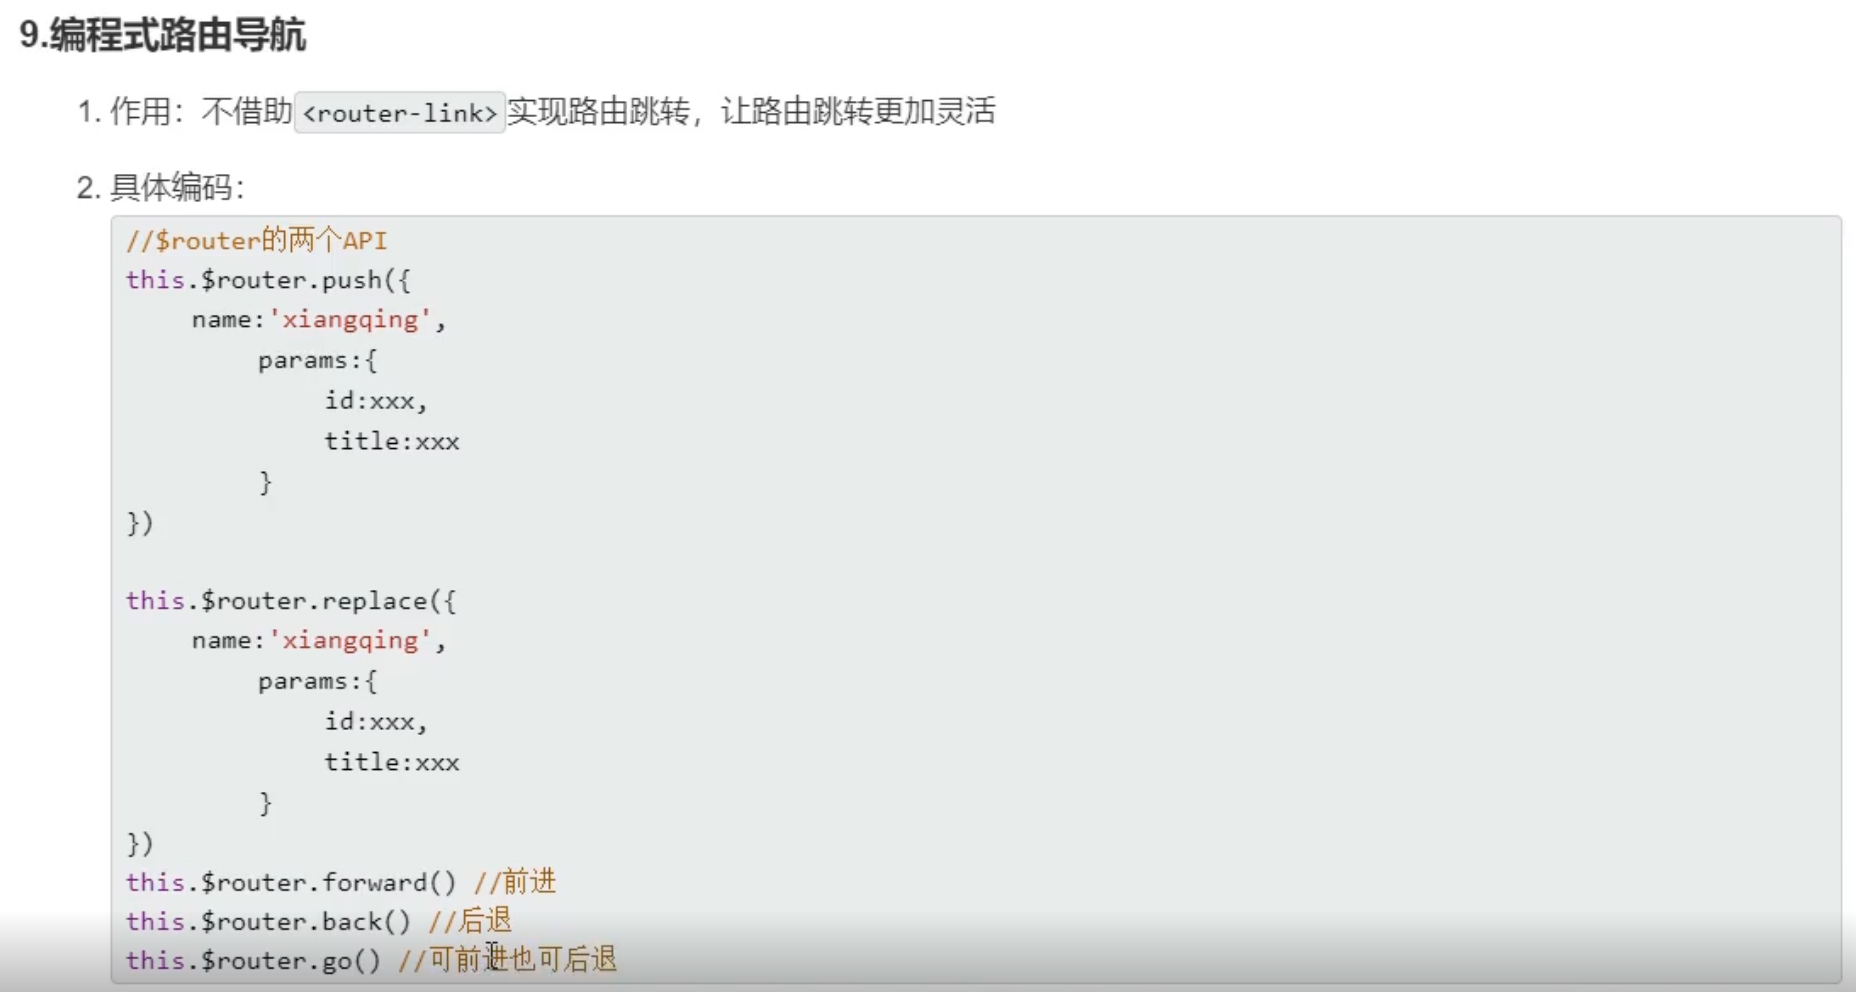 9.编程式路由导航
1. 作用：不借助<router-link>实现路由跳转，让路由跳转更加灵活
2. 具体编码：
//$router的两个API
this.$router.push({
name:'xiangqing',
params:{
id:xxx,
title:xxx
}
})
this.$router.replace({
name:'xiangqing',
params:{
id:xxx,
title:xxx
}
})
this.$router.forward() //前进
this.$router.back() //后退
this.$router.go() //可前进也可后退